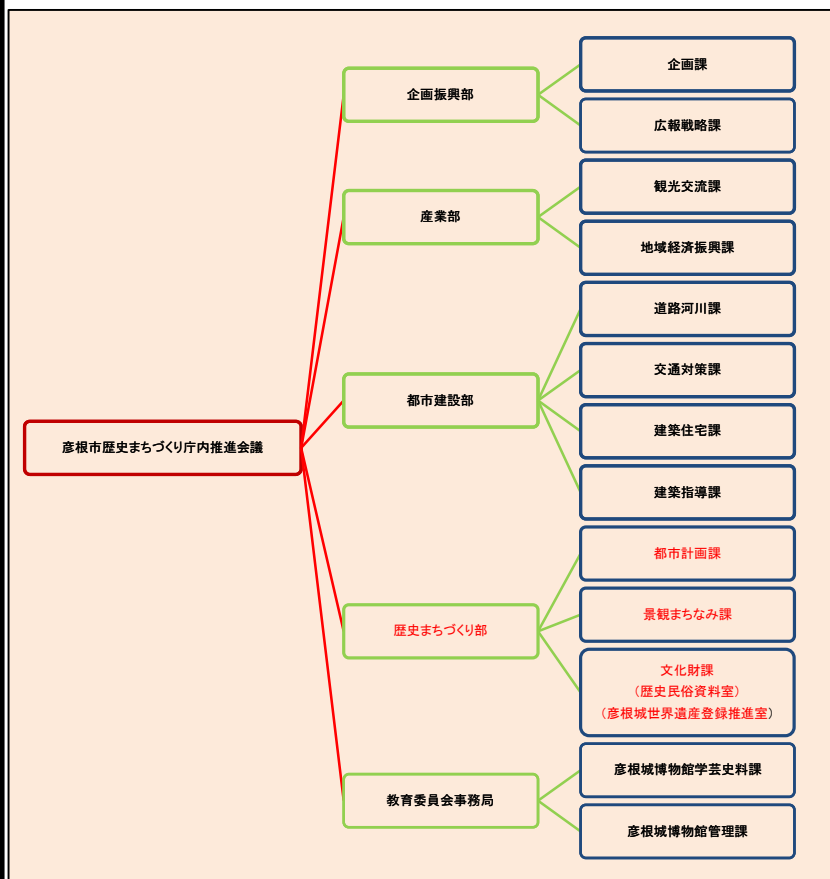 彦根市歴史まちづくり庁内推進会議
企画振興部
企画課
広報戦略課
産業部
観光交流課
地域経済振興課
都市建設部
道路河川課
交通対策課
建築住宅課
建築指導課
歴史まちづくり部
都市計画課
景観まちなみ課
文化財課
（歴史民俗資料室）
（彦根城世界遺産登録推進室）
教育委員会事務局
彦根城博物館学芸史料課
彦根城博物館管理課